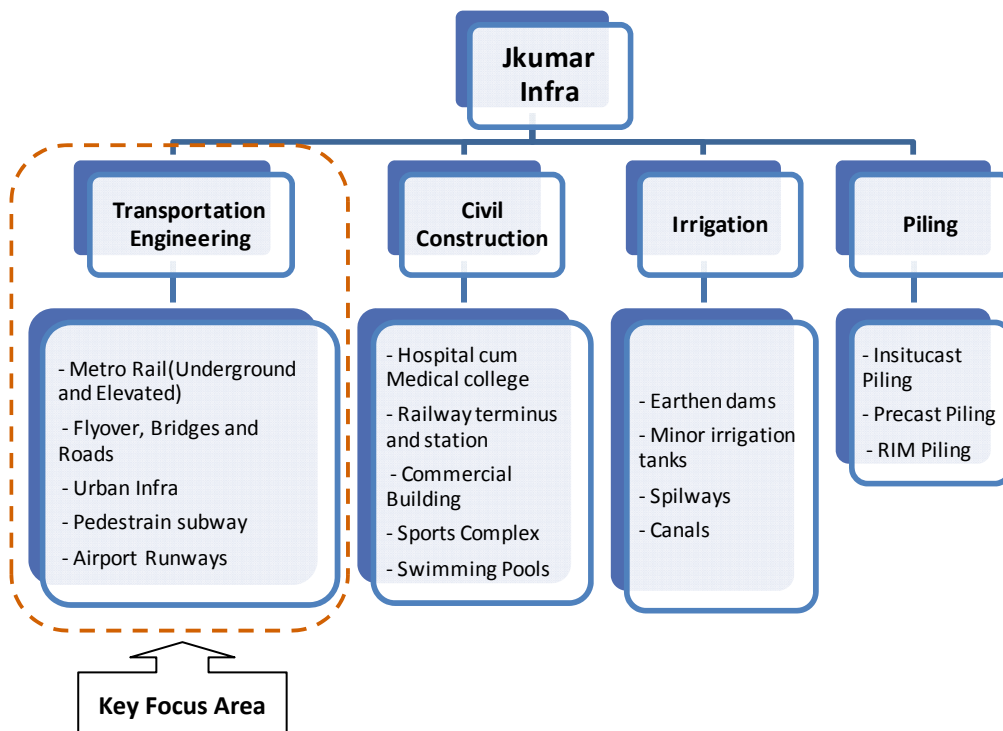 Jkumar
Infra
Transportation
Engineering
Civil
Construction
Irrigation
Piling
- Metro Rail(Underground
and Elevated)
- Flyover, Bridges and
Roads
- Urban Infra
- Pedestrain subway
- Airport Runways
- Hospital cum
Medical college
- Railway terminus
and station
- Commercial
Building
- Sports Complex
- Swimming Pools
- Earthen dams
- Minor irrigation
tanks
- Spilways
- Canals
- Insitucast
Piling
- Precast Piling
- RIM Piling
Key Focus Area